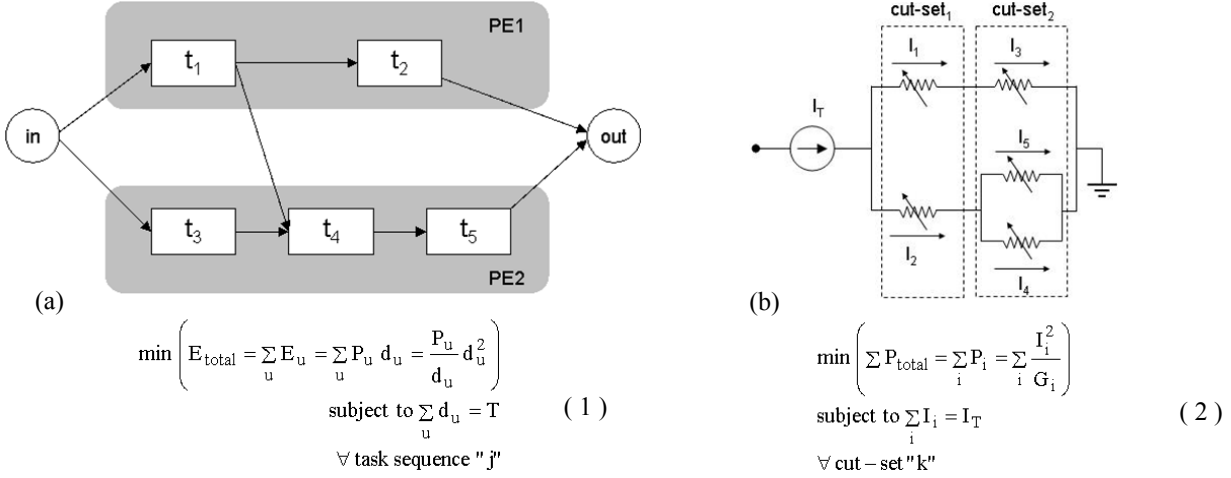 PE1
t1
t2
in
out
t3
t4
t5
PE2
(a)
cut-set1
cut-set2
I1
I3
IT
I5
I2
I4
(b)
min ( E_total = Σ_u E_u = Σ_u P_u d_u = P_u/d_u d_u^2 )
subject to Σ_u d_u = T
∀ task sequence "j"
( 1 )
min ( Σ P_total = Σ_i P_i = Σ_i I_i^2/G_i )
subject to Σ_i I_i = I_T
∀ cut – set "k"
( 2 )